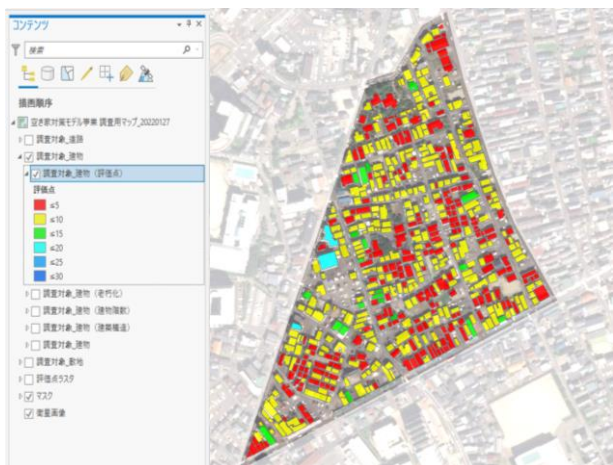 コンテンツ
検索
描画順序
空き家対策モデル事業 調査用マップ_20220127
調査対象_道路
調査対象_建物
調査対象_建物（評価点）
評価点
≤5
≤10
≤15
≤20
≤25
≤30
調査対象_建物（老朽化）
調査対象_建物（建物階数）
調査対象_建物（建築構造）
調査対象_建物
調査対象_敷地
評価点ラスタ
マスク
衛星画像